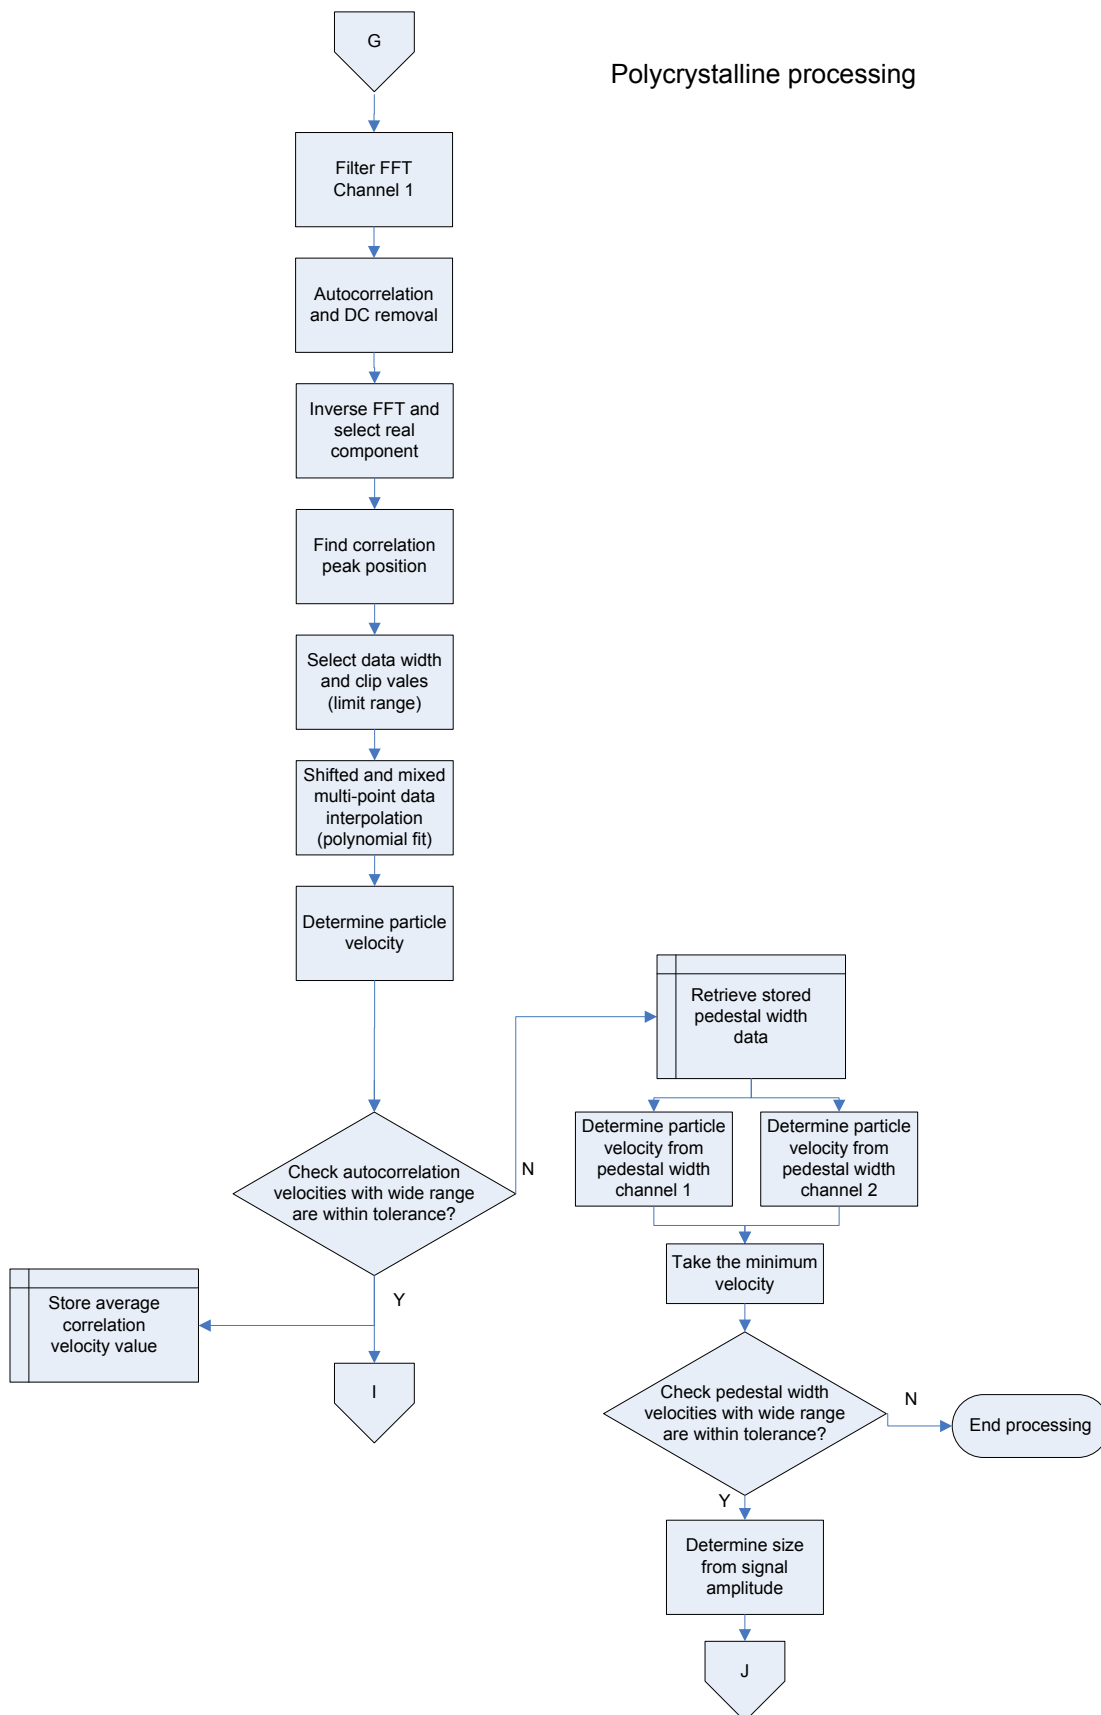 G
Polycrystalline processing
Filter FFT
Channel 1
Autocorrelation
and DC removal
Inverse FFT and
select real
component
Find correlation
peak position
Select data width
and clip vales
(limit range)
Shifted and mixed
multi-point data
interpolation
(polynomial fit)
Determine particle
velocity
Retrieve stored
pedestal width
data
Determine particle
velocity from
pedestal width
channel 1
Determine particle
velocity from
pedestal width
channel 2
Check autocorrelation
velocities with wide range
are within tolerance?
N
Take the minimum
velocity
Y
Store average
correlation
velocity value
I
Check pedestal width
velocities with wide range
are within tolerance?
N
End processing
Y
Determine size
from signal
amplitude
J